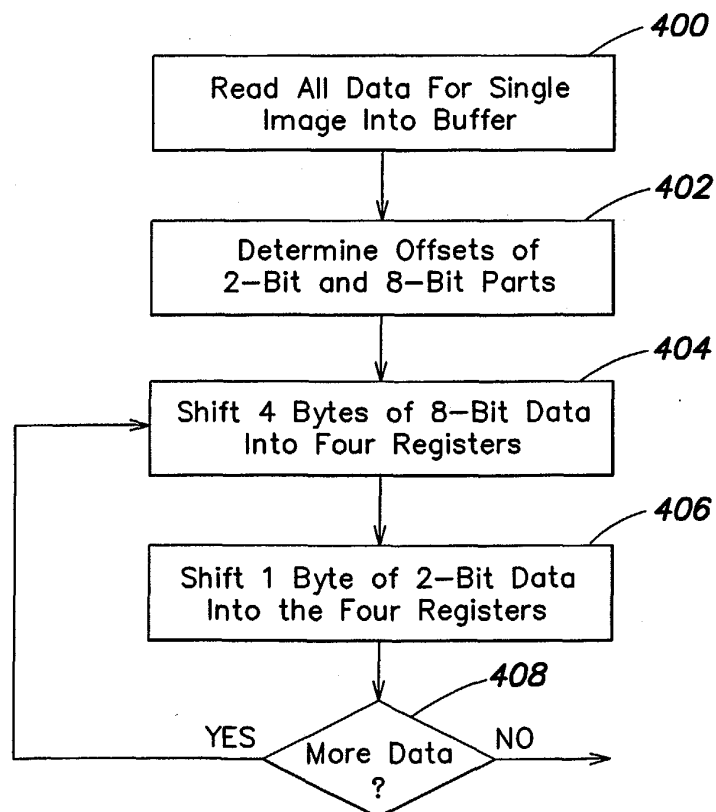 400
Read All Data For Single
Image Into Buffer
402
Determine Offsets of
2-Bit and 8-Bit Parts
404
Shift 4 Bytes of 8-Bit Data
Into Four Registers
406
Shift 1 Byte of 2-Bit Data
Into the Four Registers
408
YES
More Data
?
NO